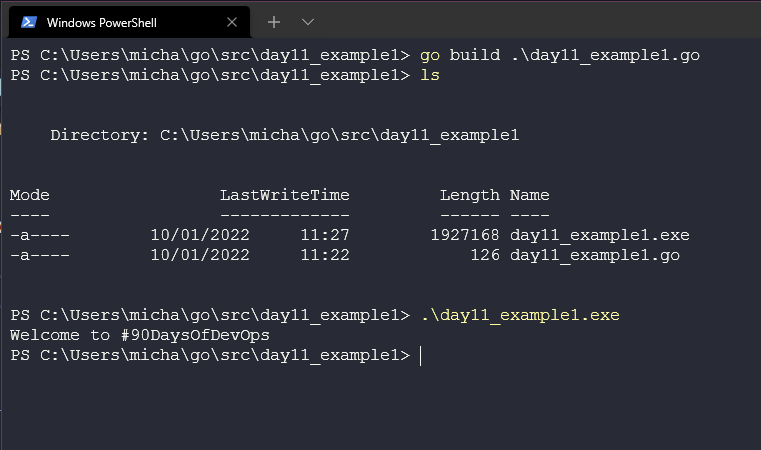 Windows PowerShell
PS C:\Users\micha\go\src\day11_example1> go build .\day11_example1.go
PS C:\Users\micha\go\src\day11_example1> ls
Directory: C:\Users\micha\go\src\day11_example1
Mode                 LastWriteTime         Length Name
----                 -------------         ------ ----
-a----        10/01/2022     11:27        1927168 day11_example1.exe
-a----        10/01/2022     11:22            126 day11_example1.go
PS C:\Users\micha\go\src\day11_example1> .\day11_example1.exe
Welcome to #90DaysOfDevOps
PS C:\Users\micha\go\src\day11_example1>